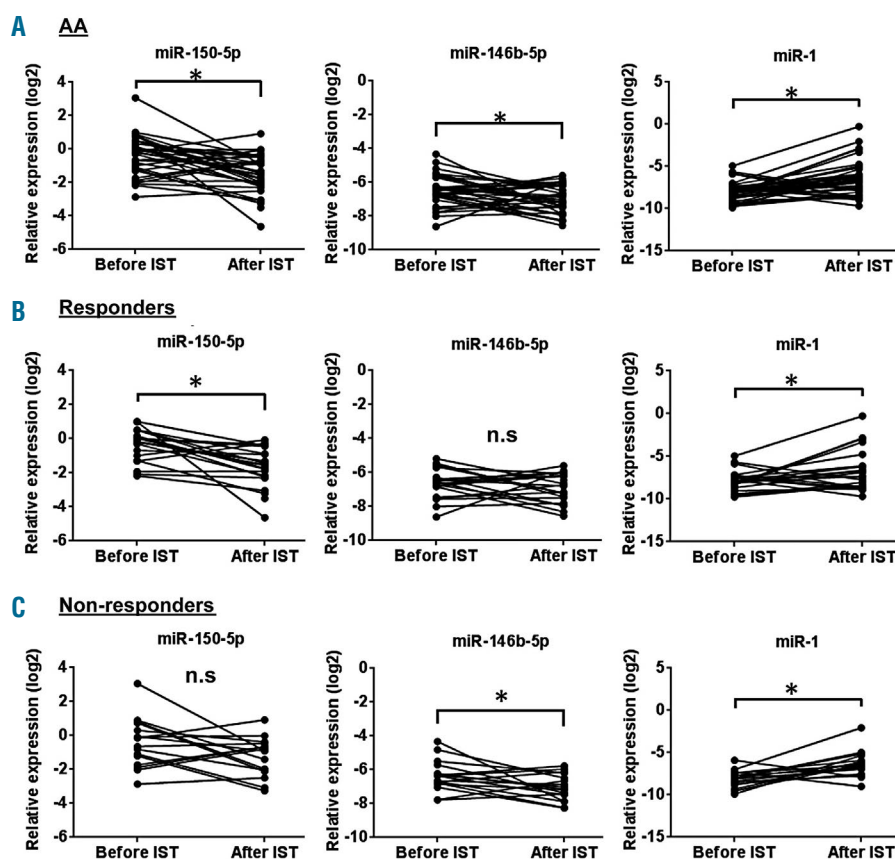 A AA
miR-150-5p miR-146b-5p miR-1
Relative expression (log2) 4 2 0 -2 -4 -6 * Before IST After IST
Relative expression (log2) 0 -2 -4 -6 -8 -10 * Before IST After IST
Relative expression (log2) 5 0 -5 -10 -15 * Before IST After IST
B Responders
miR-150-5p miR-146b-5p miR-1
Relative expression (log2) 4 2 0 -2 -4 -6 * Before IST After IST
Relative expression (log2) 0 -2 -4 -6 -8 -10 n.s Before IST After IST
Relative expression (log2) 5 0 -5 -10 -15 * Before IST After IST
C Non-responders
miR-150-5p miR-146b-5p miR-1
Relative expression (log2) 4 2 0 -2 -4 -6 n.s Before IST After IST
Relative expression (log2) 0 -2 -4 -6 -8 -10 * Before IST After IST
Relative expression (log2) 5 0 -5 -10 -15 * Before IST After IST